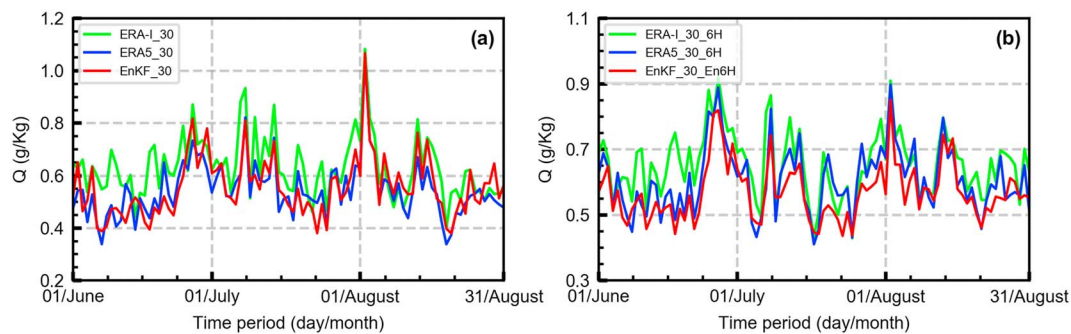 1.2
1.0
0.8
0.6
0.4
0.2
Q (g/Kg)
ERA-I_30
ERA5_30
EnKF_30
(a)
01/June
01/July
01/August
31/August
Time period (day/month)
1.1
0.9
0.7
0.5
0.3
Q (g/Kg)
ERA-I_30_6H
ERA5_30_6H
EnKF_30_En6H
(b)
01/June
01/July
01/August
31/August
Time period (day/month)